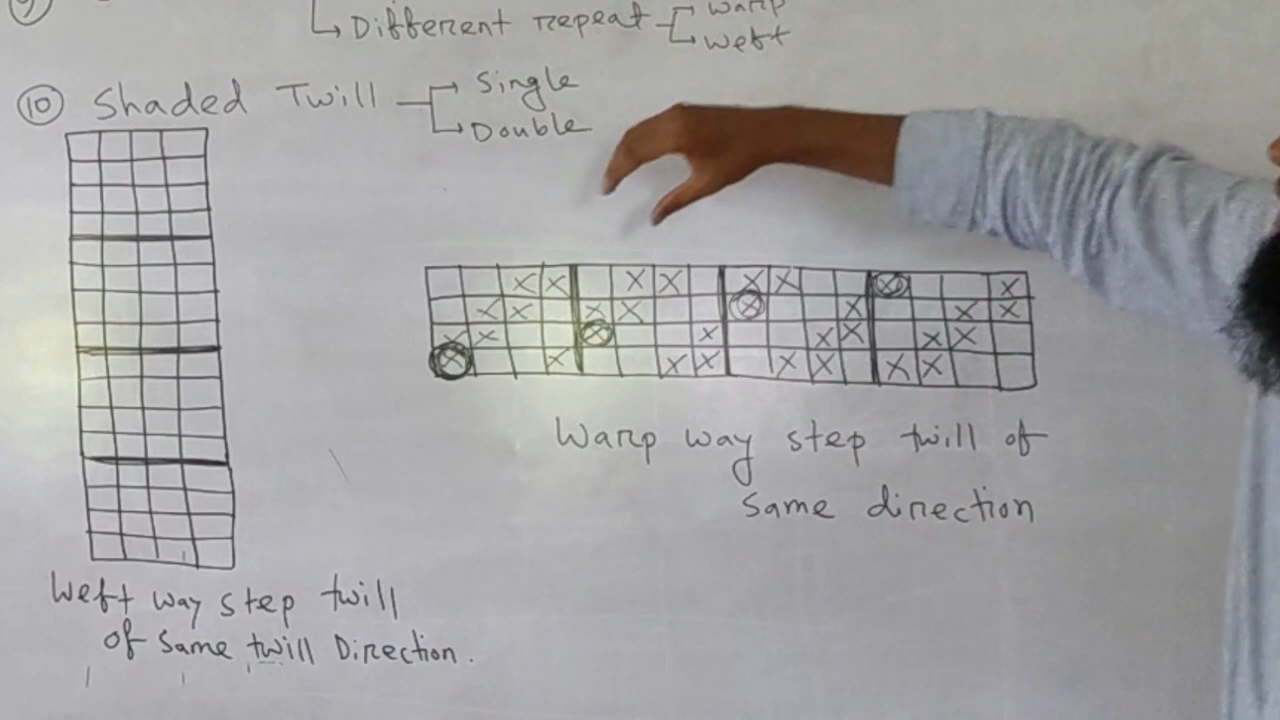 9)
Different repeat warp
weft
10 Shaded Twill Single
Double
Warp way step twill of
same direction
Weft way step twill
of same twill Direction.